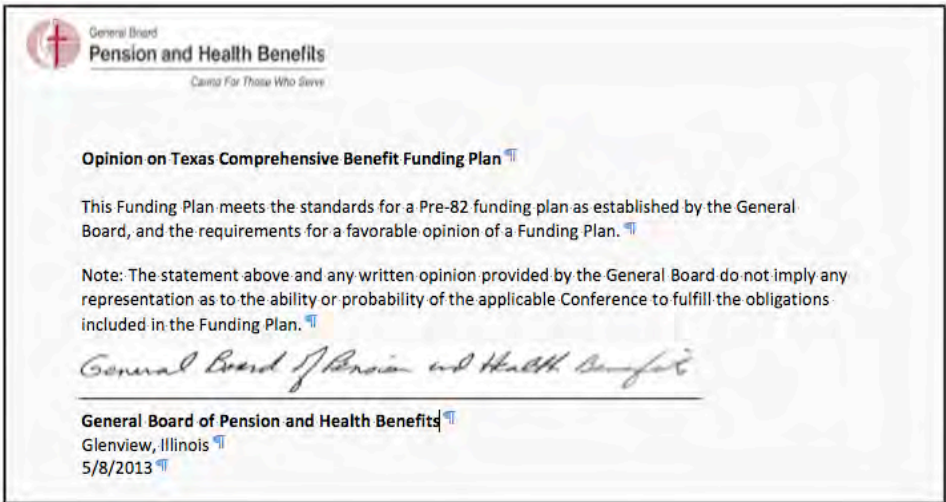 General Board
Pension and Health Benefits
Caring For Those Who Serve
Opinion on Texas Comprehensive Benefit Funding Plan ¶
This Funding Plan meets the standards for a Pre-82 funding plan as established by the General
Board, and the requirements for a favorable opinion of a Funding Plan. ¶
Note: The statement above and any written opinion provided by the General Board do not imply any
representation as to the ability or probability of the applicable Conference to fulfill the obligations
included in the Funding Plan. ¶
General Board of Pension and Health Benefits
General Board of Pension and Health Benefits ¶
Glenview, Illinois ¶
5/8/2013 ¶